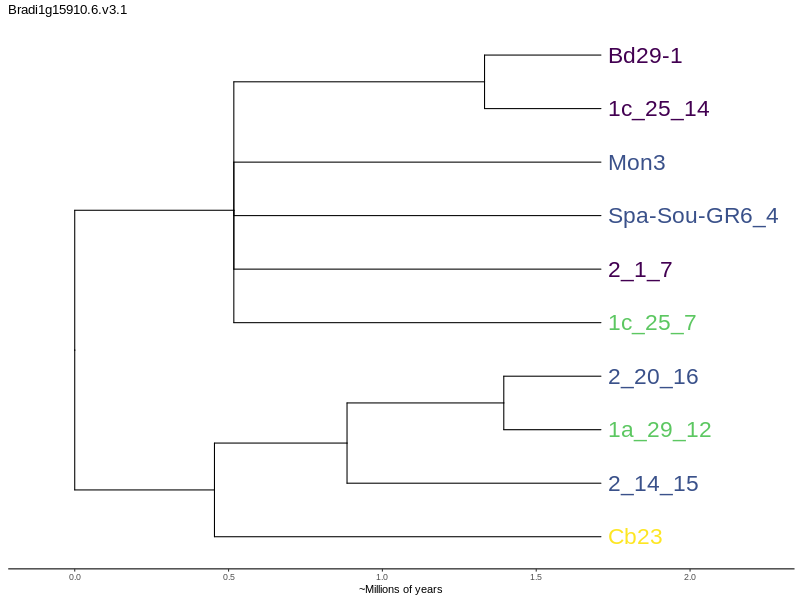 Bradi1g15910.6.v3.1
Bd29-1
1c_25_14
Mon3
Spa-Sou-GR6_4
2_1_7
1c_25_7
2_20_16
1a_29_12
2_14_15
Cb23
0.0 0.5 1.0 1.5 2.0
~Millions of years